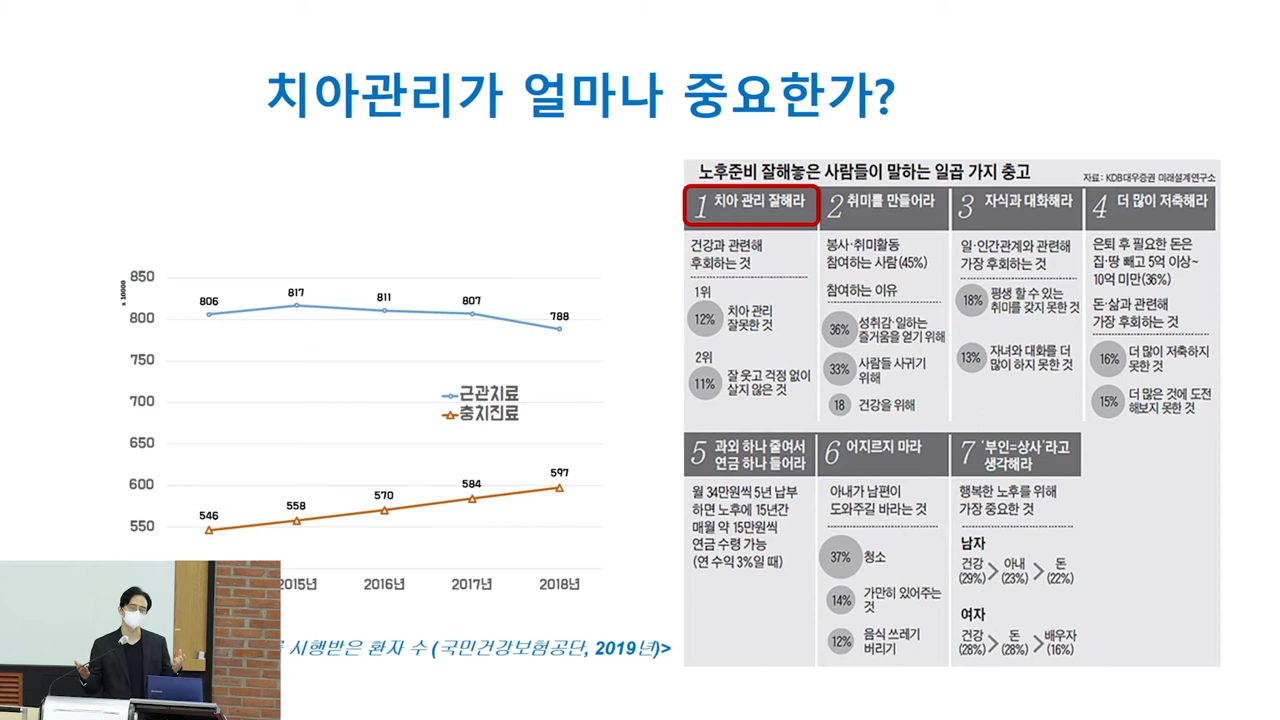 치아관리가 얼마나 중요한가?
850
800
750
700
650
600
550
x 10000
806
817
811
807
788
근관치료
충치진료
546
558
570
584
597
2015년
2016년
2017년
2018년
시행받은 환자 수 (국민건강보험공단, 2019년)>
노후준비 잘해놓은 사람들이 말하는 일곱 가지 충고
자료: KDB대우증권 미래설계연구소
1 치아 관리 잘해라
건강과 관련해
후회하는 것
1위
12% 치아 관리
잘못한 것
2위
11% 잘 웃고 걱정 없이
살지 않은 것
2 취미를 만들어라
봉사·취미활동
참여하는 사람(45%)
참여하는 이유
36% 성취감·일하는
즐거움을 얻기 위해
33% 사람들 사귀기
위해
18 건강을 위해
3 자식과 대화해라
일·인간관계와 관련해
가장 후회하는 것
18% 평생 할 수 있는
취미를 갖지 못한 것
13% 자녀와 대화를 더
많이 하지 못한 것
4 더 많이 저축해라
은퇴 후 필요한 돈은
집·땅 빼고 5억 이상~
10억 미만(36%)
돈·삶과 관련해
가장 후회하는 것
16% 더 많이 저축하지
못한 것
15% 더 많은 것에 도전
해보지 못한 것
5 과외 하나 줄여서
연금 하나 들어라
월 34만원씩 5년 납부
하면 노후에 15년간
매월 약 15만원씩
연금 수령 가능
(연 수익 3%일 때)
6 어지르지 마라
아내가 남편이
도와주길 바라는 것
37% 청소
14% 가만히 있어주는
것
12% 음식 쓰레기
버리기
7 '부인=상사'라고
생각해라
행복한 노후를 위해
가장 중요한 것
남자
건강 > 아내 > 돈
(29%) (23%) (22%)
여자
건강 > 돈 > 배우자
(28%) (28%) (16%)